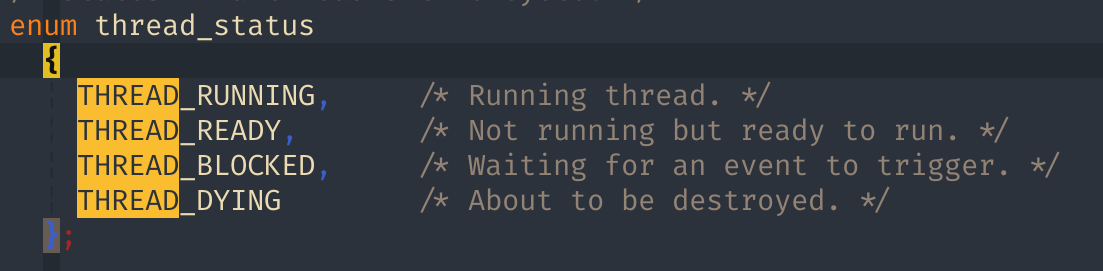 enum thread_status
{
THREAD_RUNNING, /* Running thread. */
THREAD_READY, /* Not running but ready to run. */
THREAD_BLOCKED, /* Waiting for an event to trigger. */
THREAD_DYING /* About to be destroyed. */
};